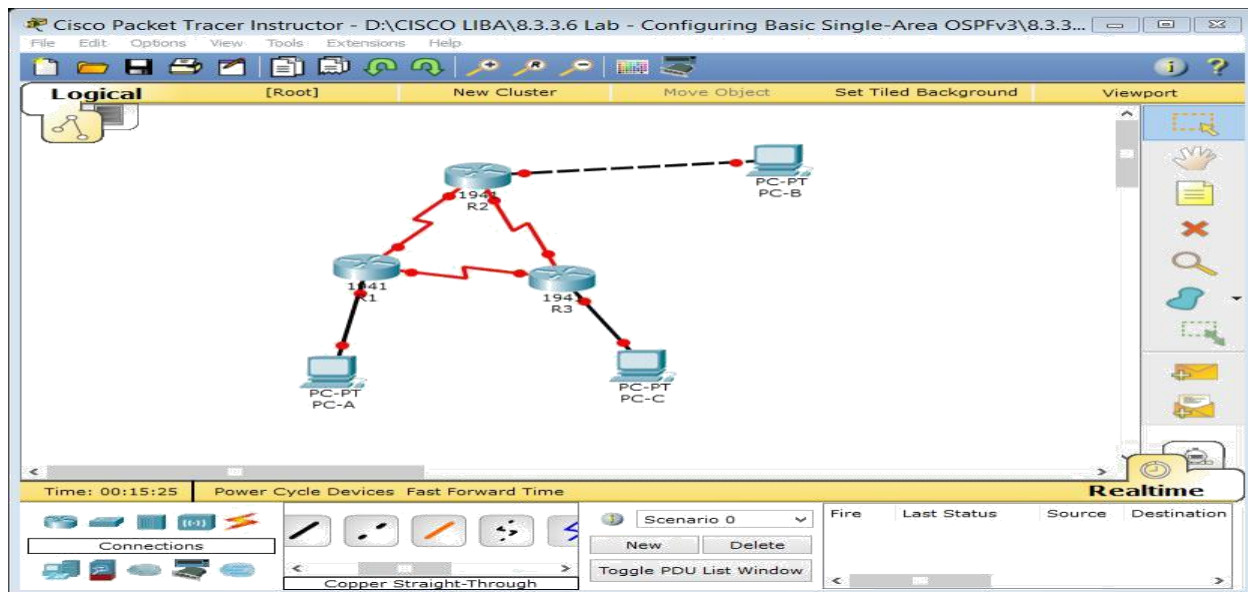 Cisco Packet Tracer Instructor - D:\CISCO LIBA\8.3.3.6 Lab - Configuring Basic Single-Area OSPFv3\8.3.3...
File Edit Options View Tools Extensions Help
Logical [Root] New Cluster Move Object Set Tiled Background Viewport
PC-PT
PC-B
R2
1941
R3
PC-PT
PC-A
PC-PT
PC-C
Time: 00:15:25 Power Cycle Devices Fast Forward Time Realtime
Connections
Copper Straight-Through
Scenario 0
New Delete
Toggle PDU List Window
Fire Last Status Source Destination